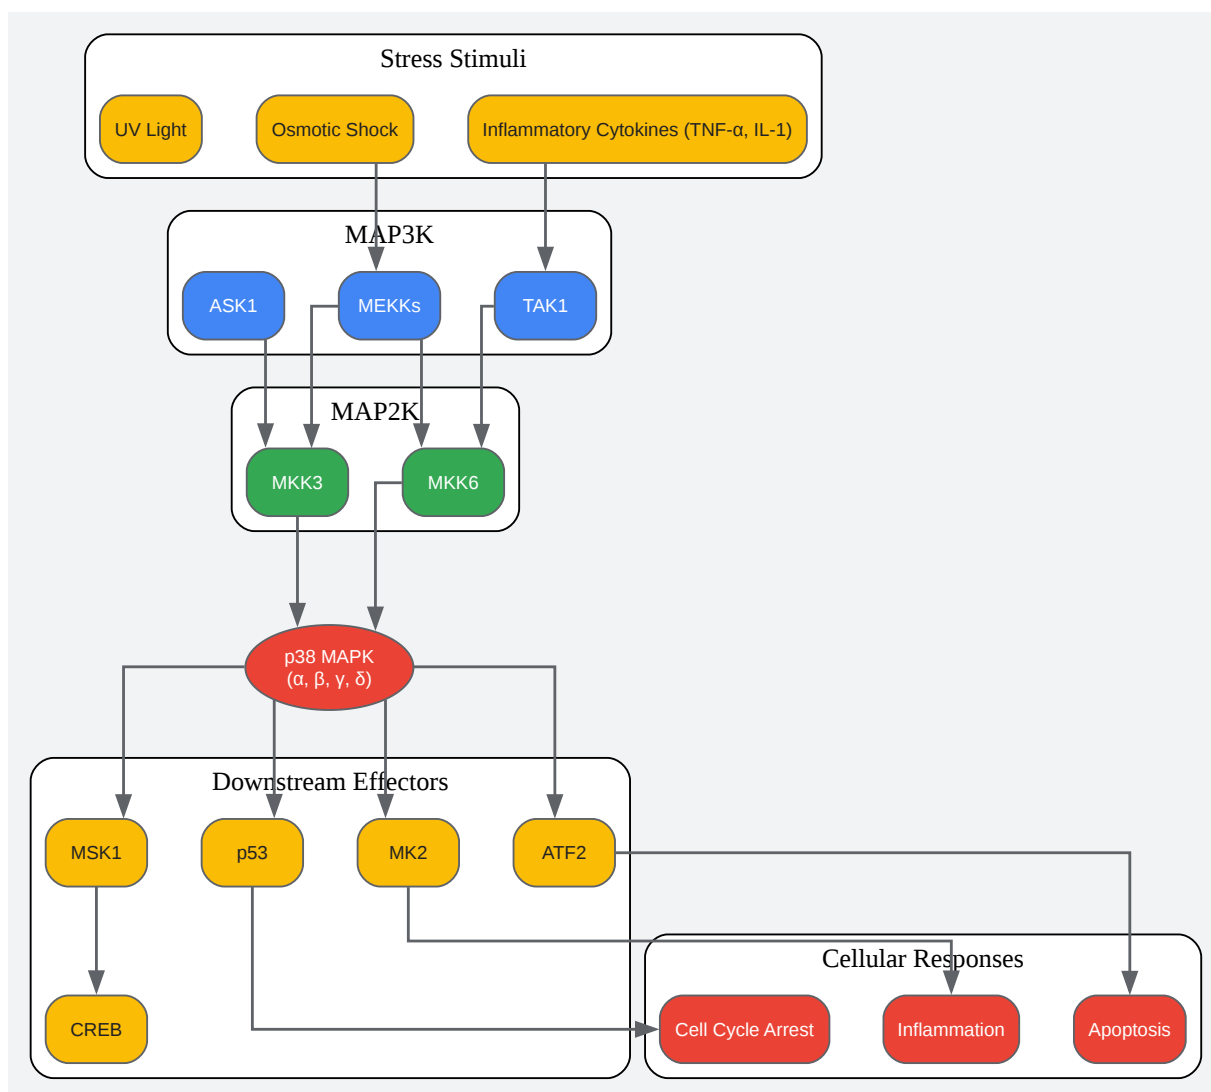 Stress Stimuli
UV Light
Osmotic Shock
Inflammatory Cytokines (TNF-α, IL-1)
MAP3K
ASK1
MEKKs
TAK1
MAP2K
MKK3
MKK6
p38 MAPK
(α, β, γ, δ)
Downstream Effectors
MSK1
p53
MK2
ATF2
CREB
Cellular Responses
Cell Cycle Arrest
Inflammation
Apoptosis